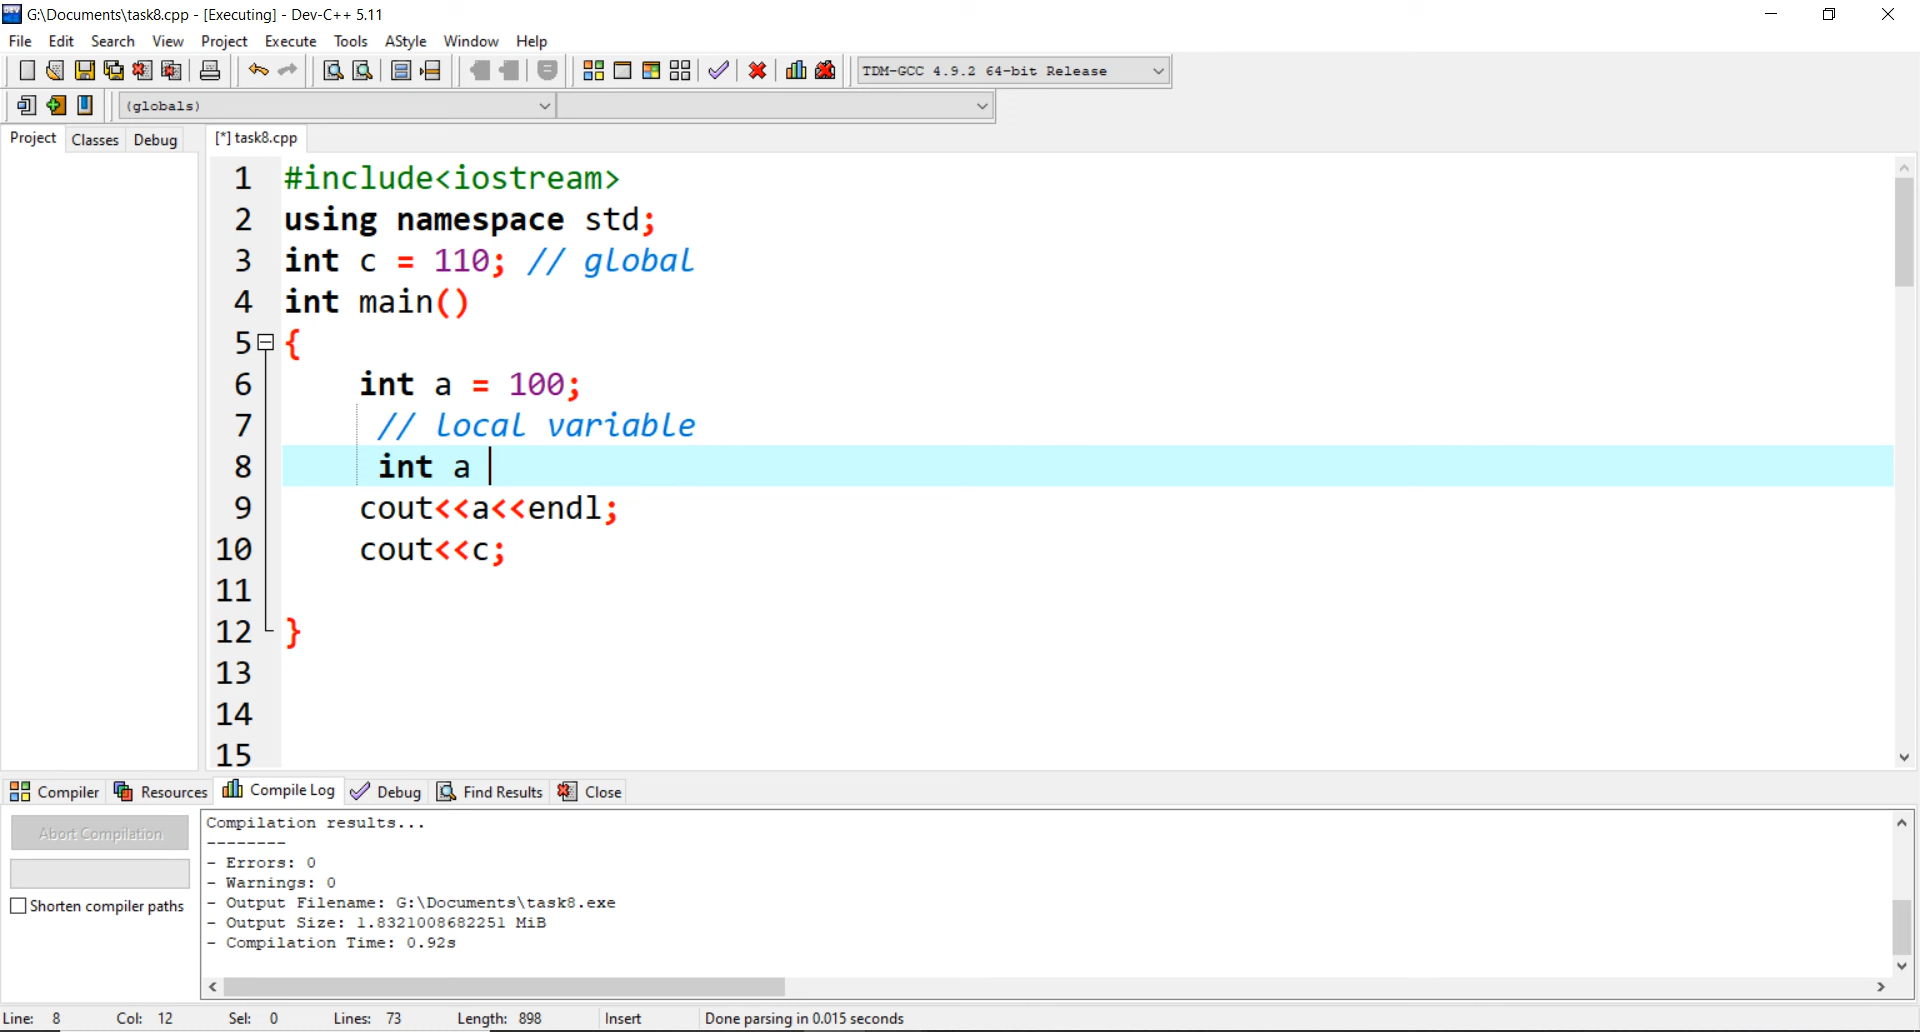 G:\Documents\task8.cpp - [Executing] - Dev-C++ 5.11
File Edit Search View Project Execute Tools AStyle Window Help
TDM-GCC 4.9.2 64-bit Release
(globals)
Project Classes Debug [*] task8.cpp
1 #include<iostream>
2 using namespace std;
3 int c = 110; // global
4 int main()
5 {
6 int a = 100;
7 // local variable
8 int a
9 cout<<a<<endl;
10 cout<<c;
11
12 }
13
14
15
Compiler Resources Compile Log Debug Find Results Close
Abort Compilation
Shorten compiler paths
Compilation results...
--------
- Errors: 0
- Warnings: 0
- Output Filename: G:\Documents\task8.exe
- Output Size: 1.8321008682251 MiB
- Compilation Time: 0.92s
Line: 8 Col: 12 Sel: 0 Lines: 73 Length: 898 Insert Done parsing in 0.015 seconds